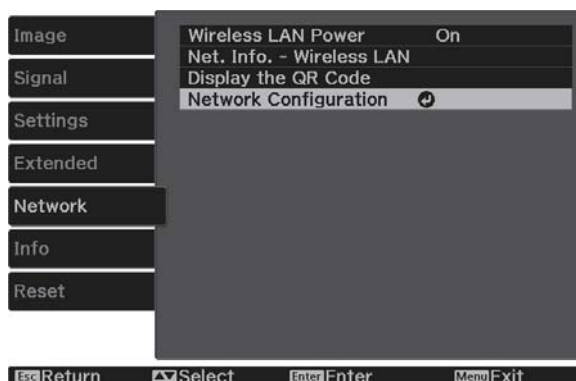 Image
Signal
Settings
Extended
Network
Info
Reset
Wireless LAN Power On
Net. Info. - Wireless LAN
Display the QR Code
Network Configuration
Esc Return Select Enter Enter Menu Exit